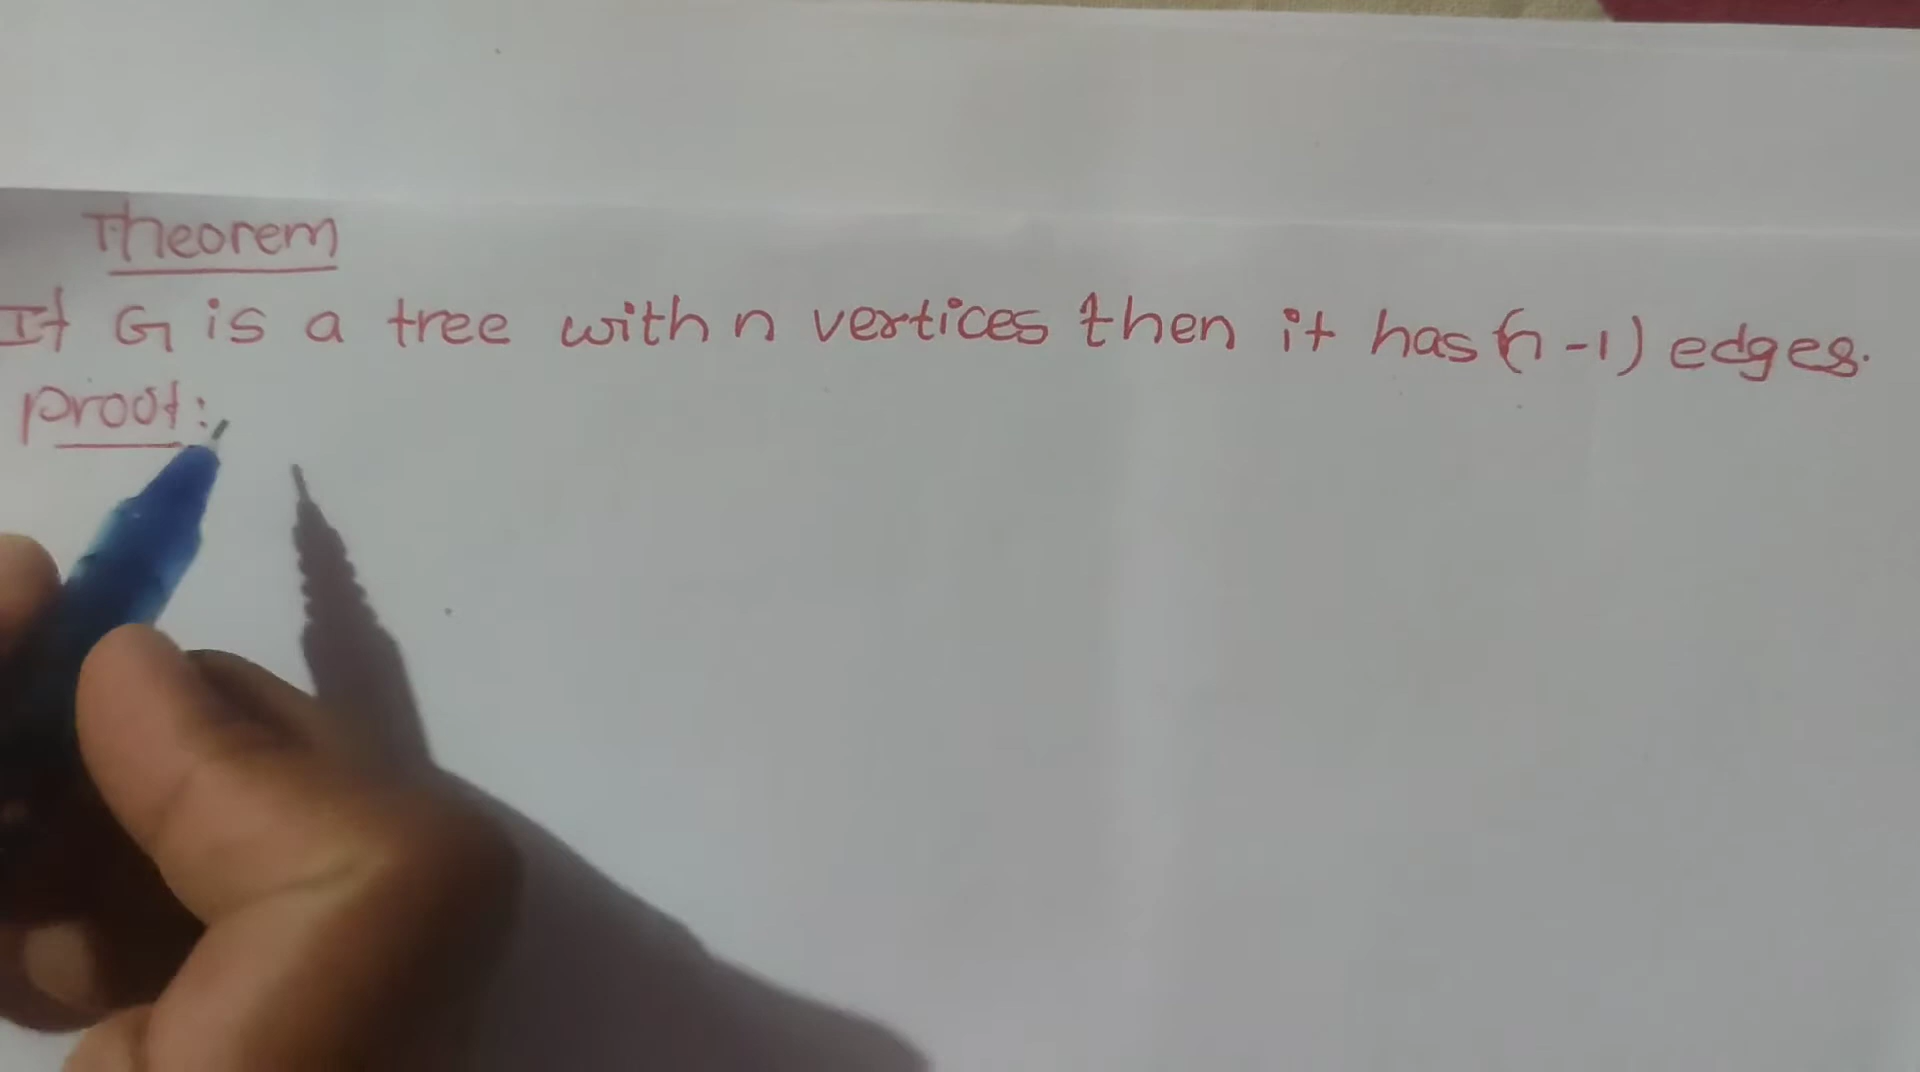 Theorem
If G is a tree with n vertices then it has (n-1) edges.
Proof: